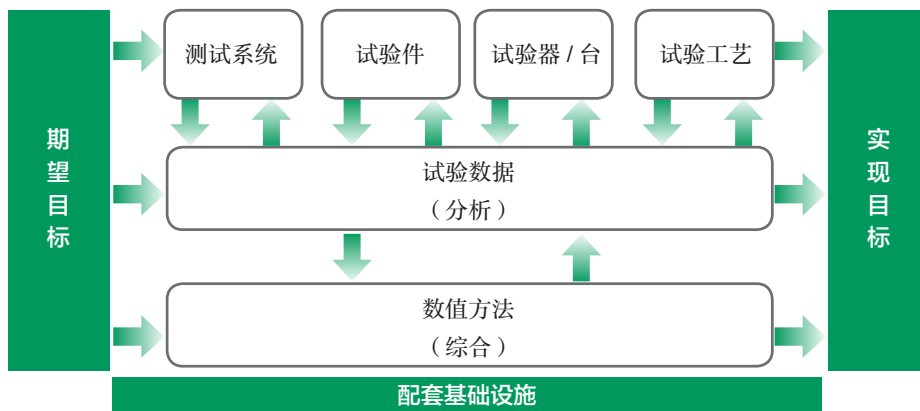 期望目标
测试系统
试验件
试验器 / 台
试验工艺
试验数据
（分析）
数值方法
（综合）
实现目标
配套基础设施